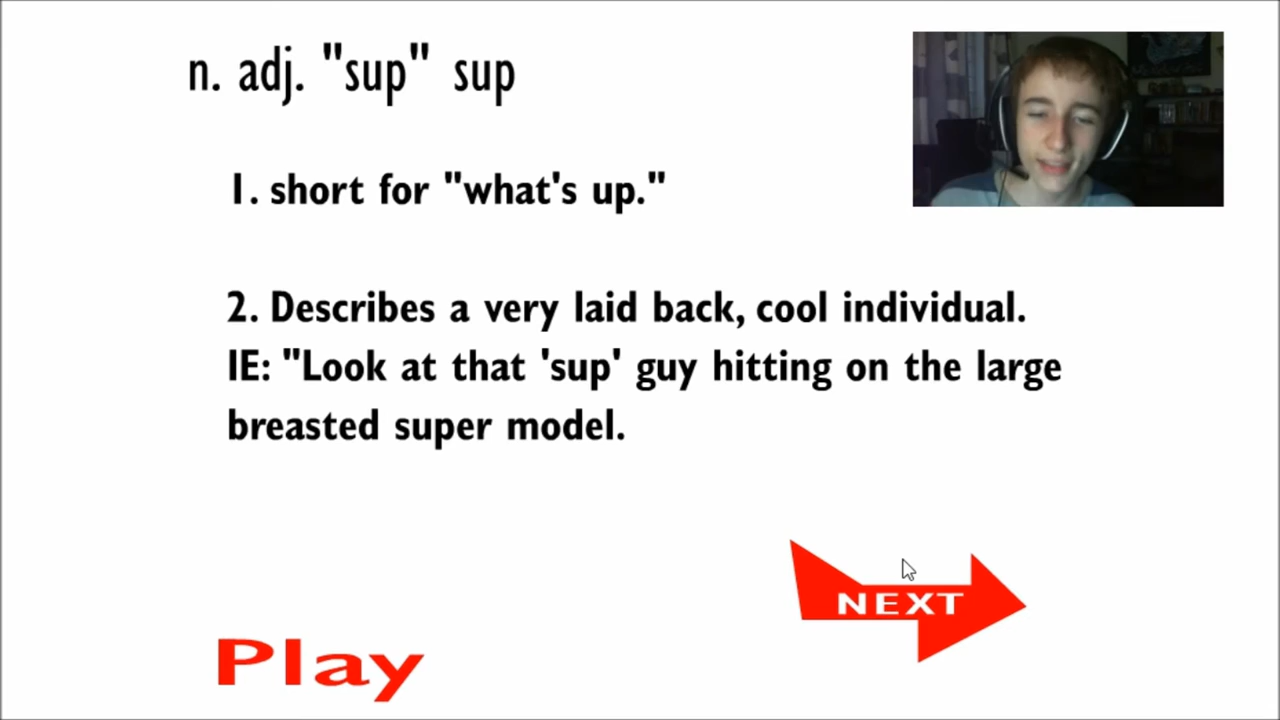 n. adj. "sup" sup
1. short for "what's up."
2. Describes a very laid back, cool individual.
IE: "Look at that 'sup' guy hitting on the large
breasted super model.
NEXT
Play